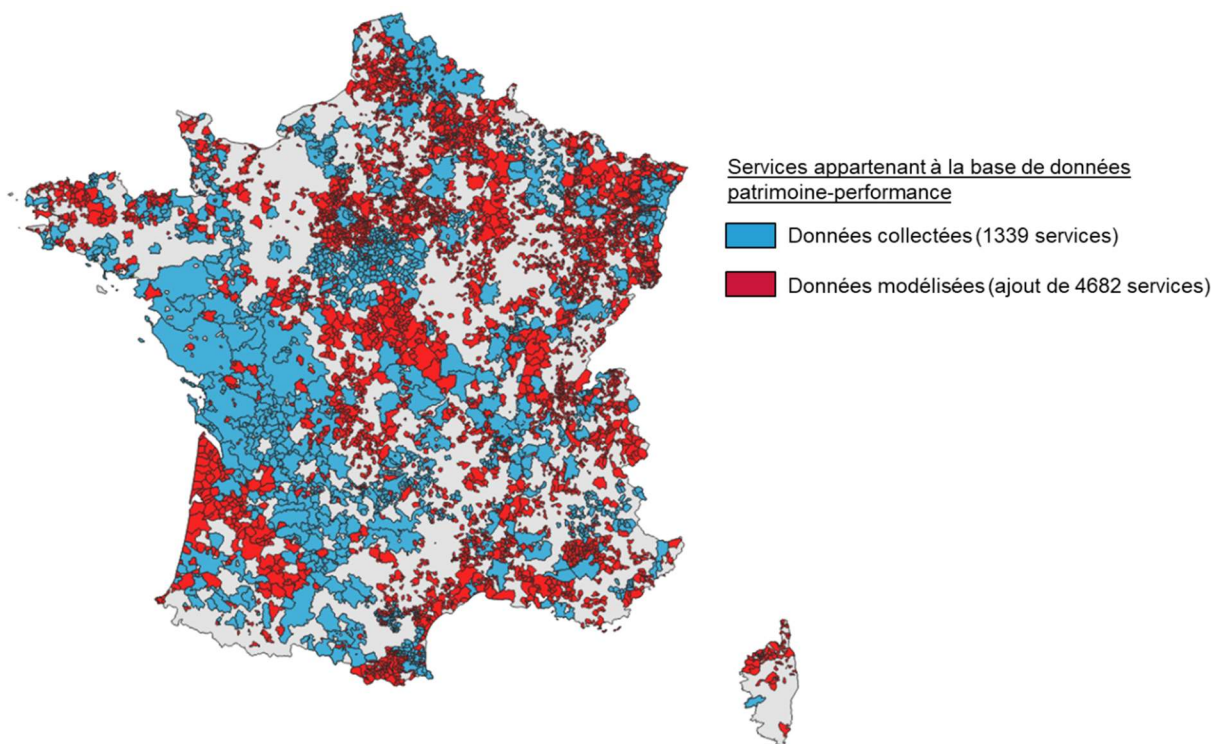 Services appartenant à la base de données
patrimoine-performance
Données collectées (1339 services)
Données modélisées (ajout de 4682 services)